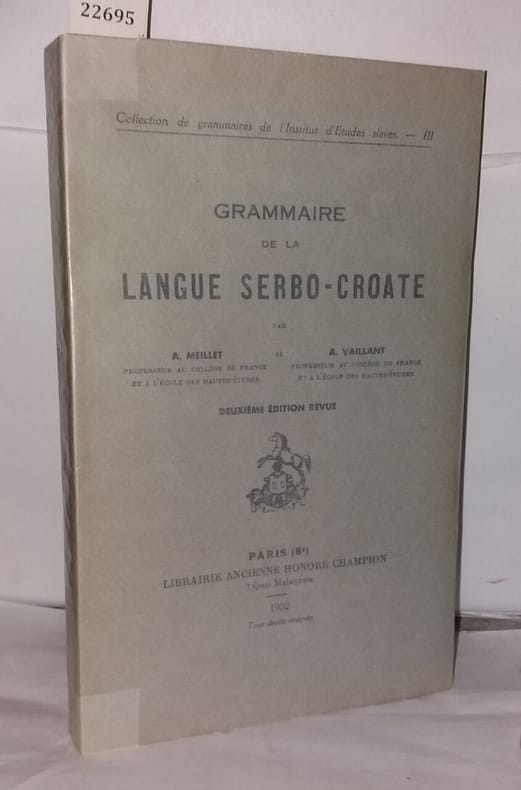 22695
Collection de grammaires de l'Institut d'Etudes slaves. — III
GRAMMAIRE
DE LA
LANGUE SERBO-CROATE
PAR
A. MEILLET
PROFESSEUR AU COLLÈGE DE FRANCE
ET A L'ÉCOLE DES HAUTES-ÉTUDES
et
A. VAILLANT
PROFESSEUR AU COLLÈGE DE FRANCE
ET A L'ÉCOLE DES HAUTES-ÉTUDES
DEUXIÈME ÉDITION REVUE
PARIS (6e)
LIBRAIRIE ANCIENNE HONORE CHAMPION
7 Quai Malaquais
1952
Tous droits réservés